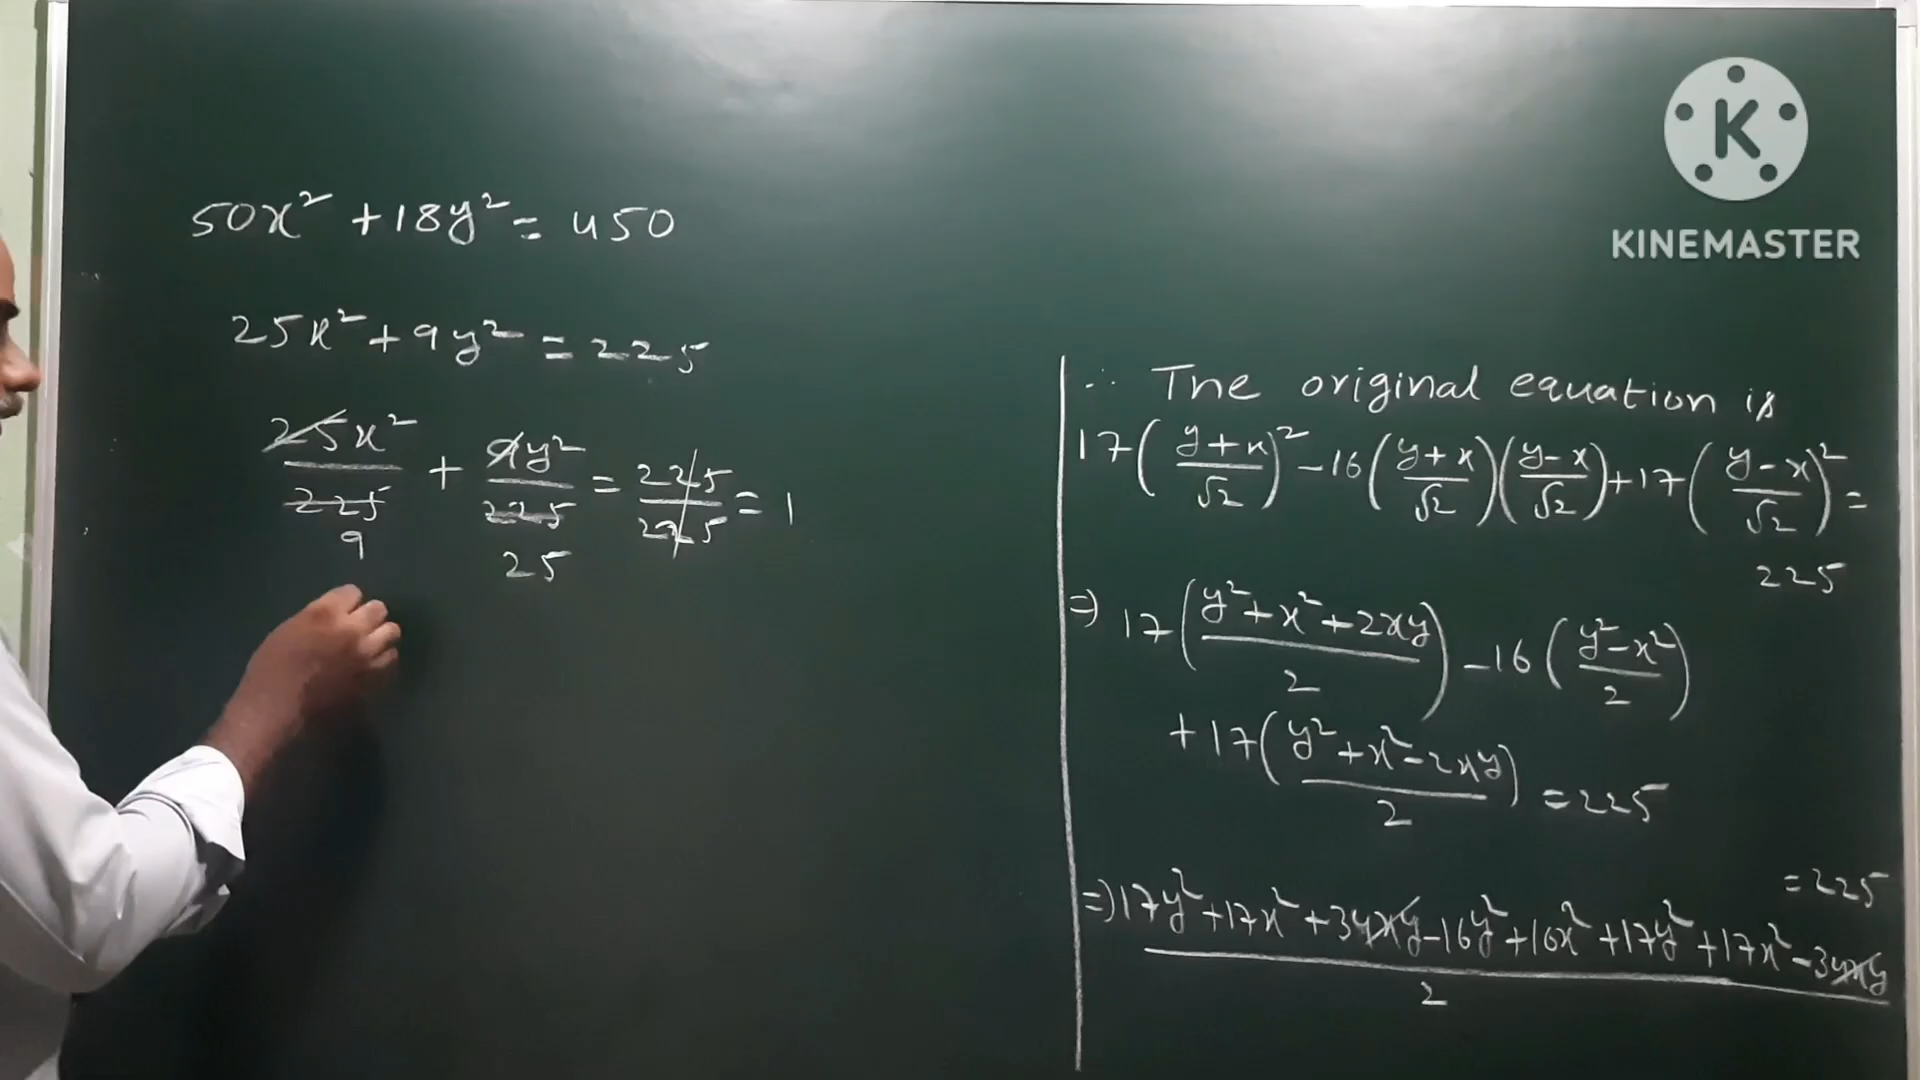 50x² + 18y² = 450
25x² + 9y² = 225
25x²/225 + 9y²/225 = 225/225 = 1
9 25
∴ The original equation is
17((y+x)/√2)² - 16((y+x)/√2)((y-x)/√2) + 17((y-x)/√2)² =
225
⇒ 17((y²+x²+2xy)/2) - 16((y²-x²)/2)
+ 17((y²+x²-2xy)/2) = 225
= 225
⇒ (17y²+17x²+34xy-16y²+16x²+17y²+17x²-34xy)/2
K
KINEMASTER